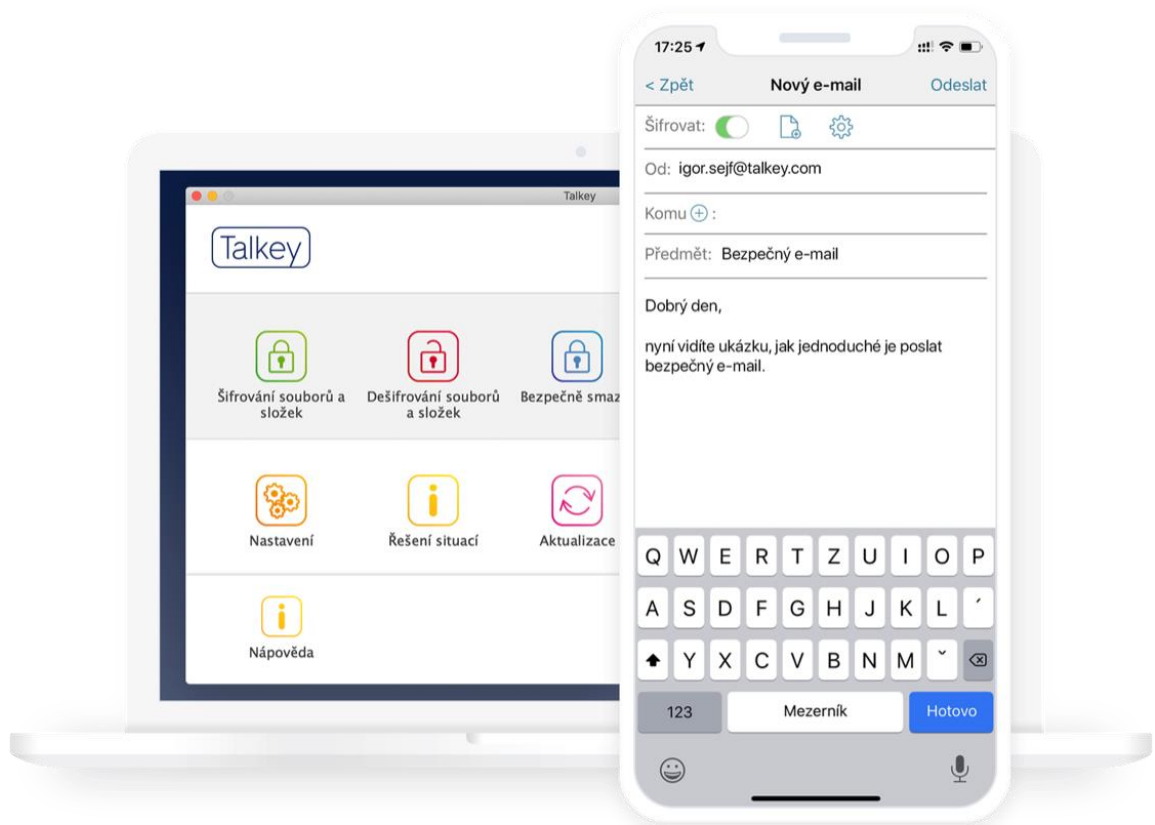 Talkey
Talkey
Šifrování souborů a
složek
Dešifrování souborů
a složek
Bezpečně smaz
Nastavení
Řešení situací
Aktualizace
Nápověda
17:25
< Zpět
Nový e-mail
Odeslat
Šifrovat:
Od: igor.sejf@talkey.com
Komu + :
Předmět: Bezpečný e-mail
Dobrý den,
nyní vidíte ukázku, jak jednoduché je poslat
bezpečný e-mail.
Q W E R T Z U I O P
A S D F G H J K L ´
Y X C V B N M ˇ
123
Mezerník
Hotovo